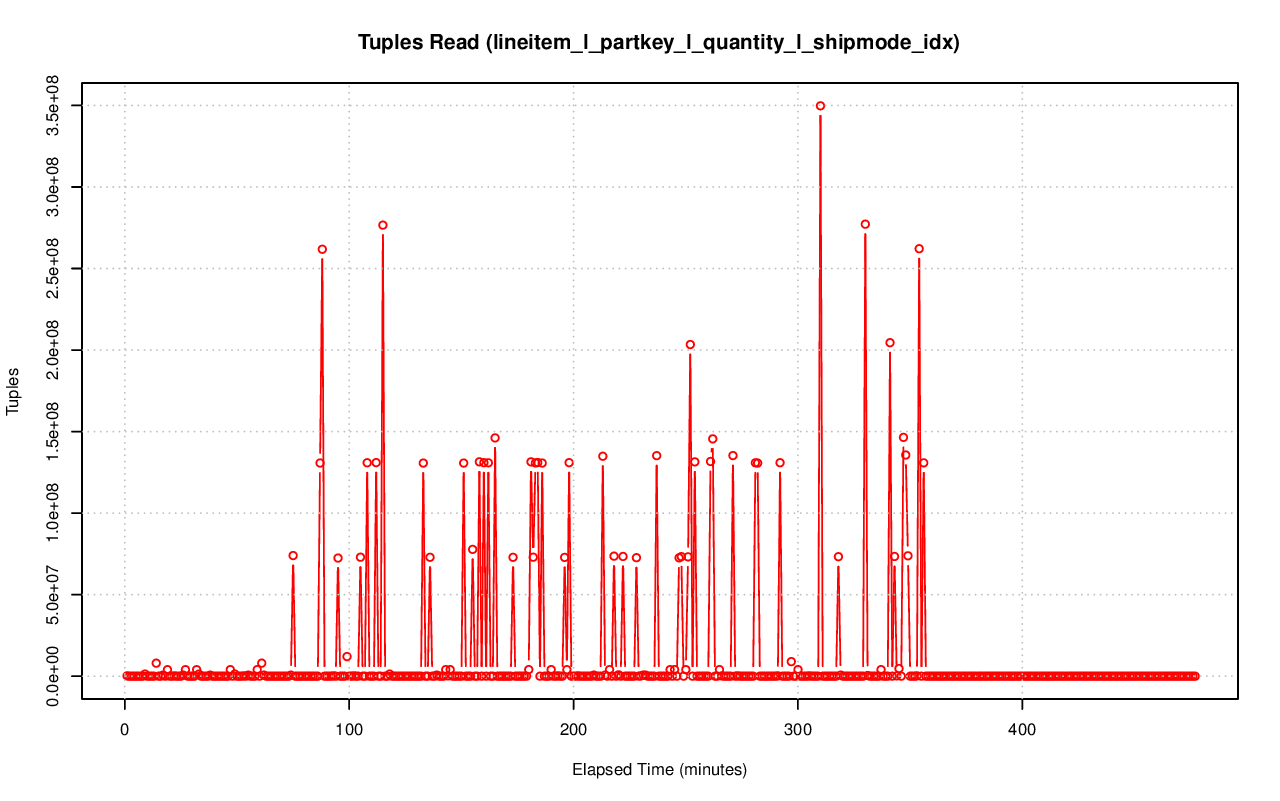 Tuples Read (lineitem_l_partkey_l_quantity_l_shipmode_idx)
3.5e+08
3.0e+08
2.5e+08
2.0e+08
1.5e+08
1.0e+08
5.0e+07
0.0e+00
Tuples
0 100 200 300 400
Elapsed Time (minutes)